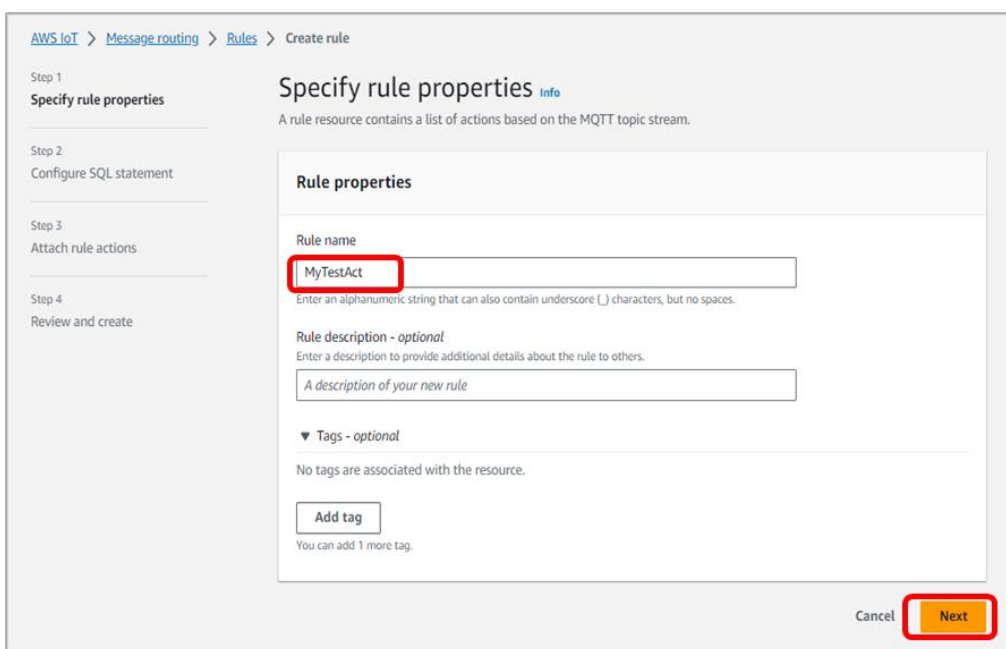 AWS IoT > Message routing > Rules > Create rule
Step 1
Specify rule properties
Step 2
Configure SQL statement
Step 3
Attach rule actions
Step 4
Review and create
Specify rule properties Info
A rule resource contains a list of actions based on the MQTT topic stream.
Rule properties
Rule name
MyTestAct
Enter an alphanumeric string that can also contain underscore (_) characters, but no spaces.
Rule description - optional
Enter a description to provide additional details about the rule to others.
A description of your new rule
▼ Tags - optional
No tags are associated with the resource.
Add tag
You can add 1 more tag.
Cancel Next